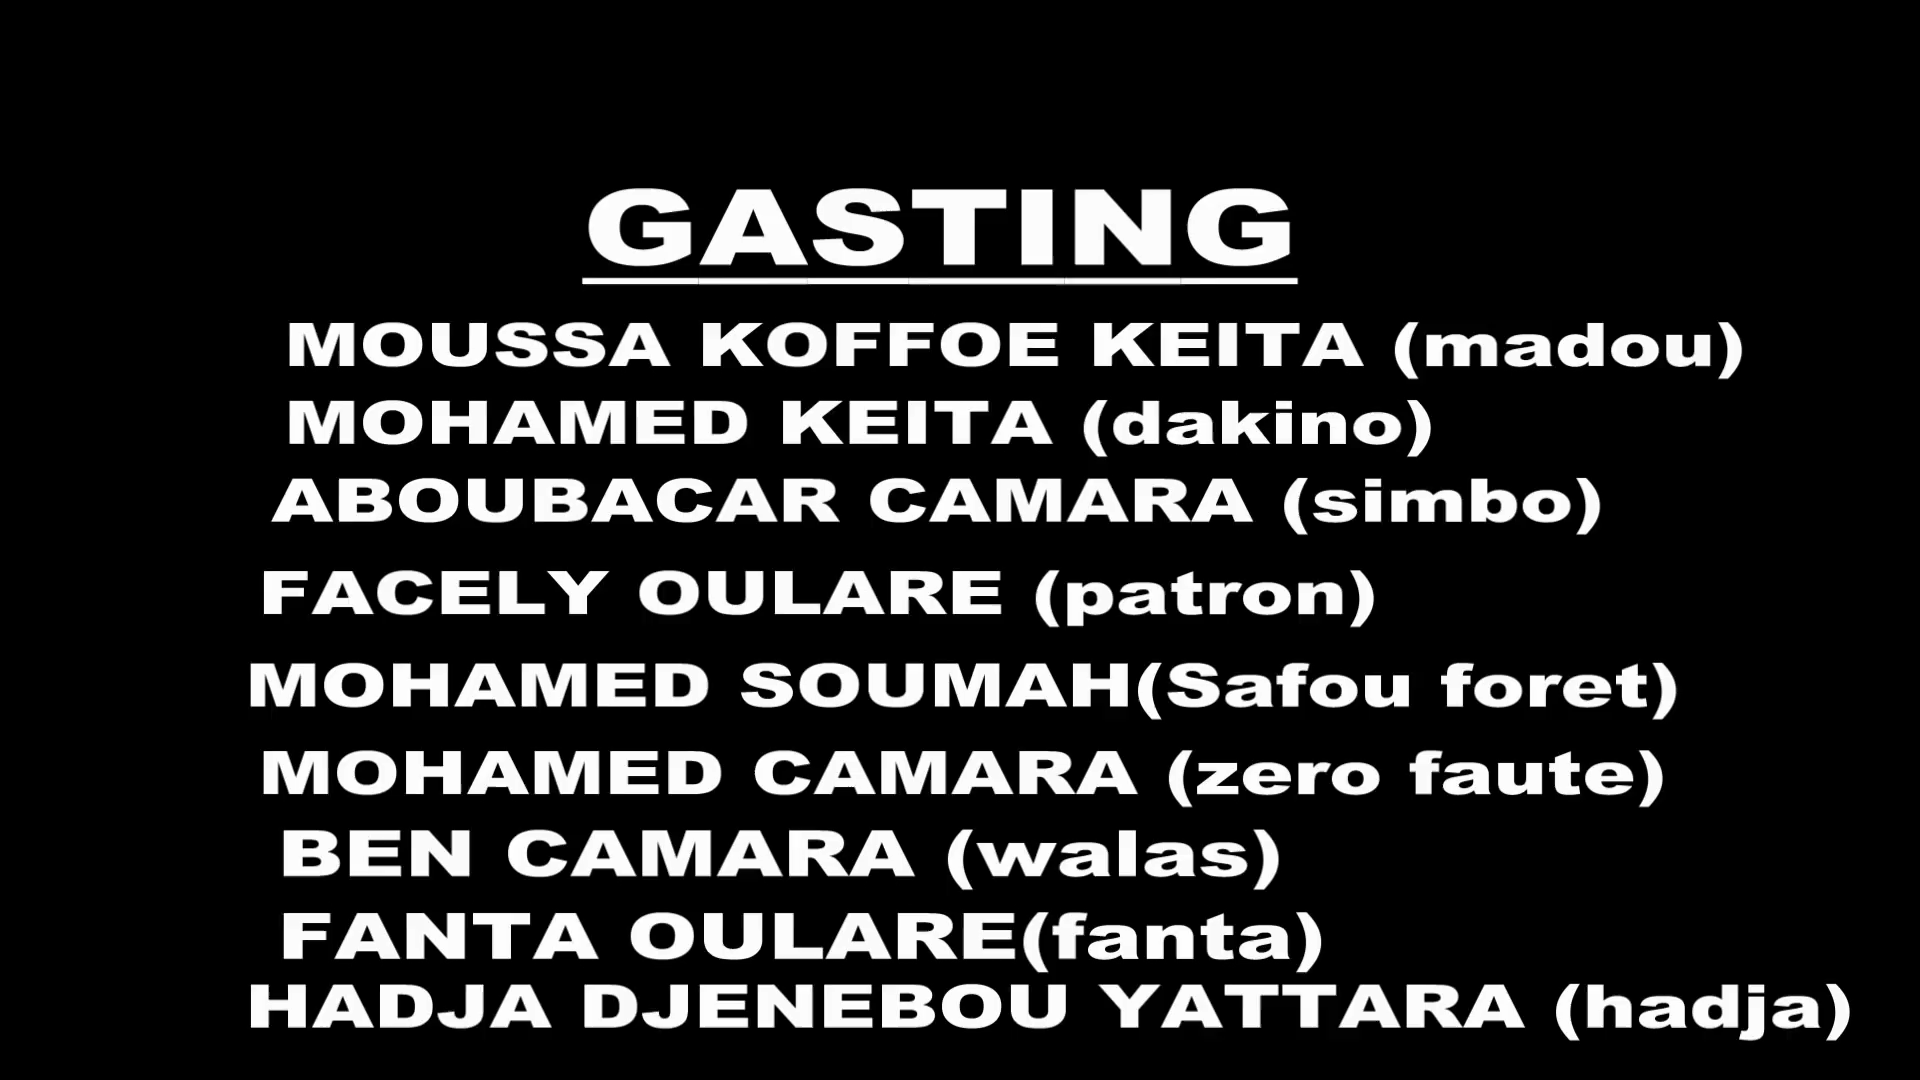 GASTING
MOUSSA KOFFOE KEITA (madou)
MOHAMED KEITA (dakino)
ABOUBACAR CAMARA (simbo)
FACELY OULARE (patron)
MOHAMED SOUMAH(Safou foret)
MOHAMED CAMARA (zero faute)
BEN CAMARA (walas)
FANTA OULARE(fanta)
HADJA DJENEBOU YATTARA (hadja)